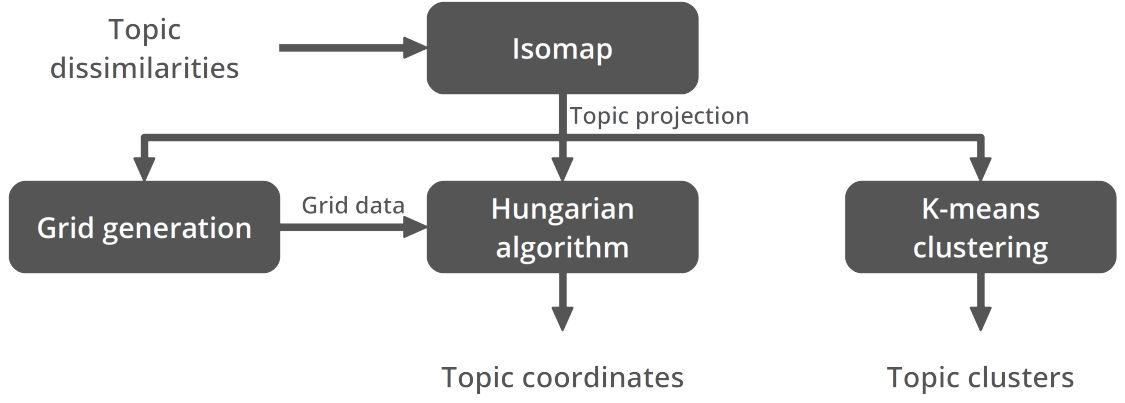 Topic
dissimilarities
Isomap
Topic projection
Grid generation
Grid data
Hungarian
algorithm
K-means
clustering
Topic coordinates
Topic clusters